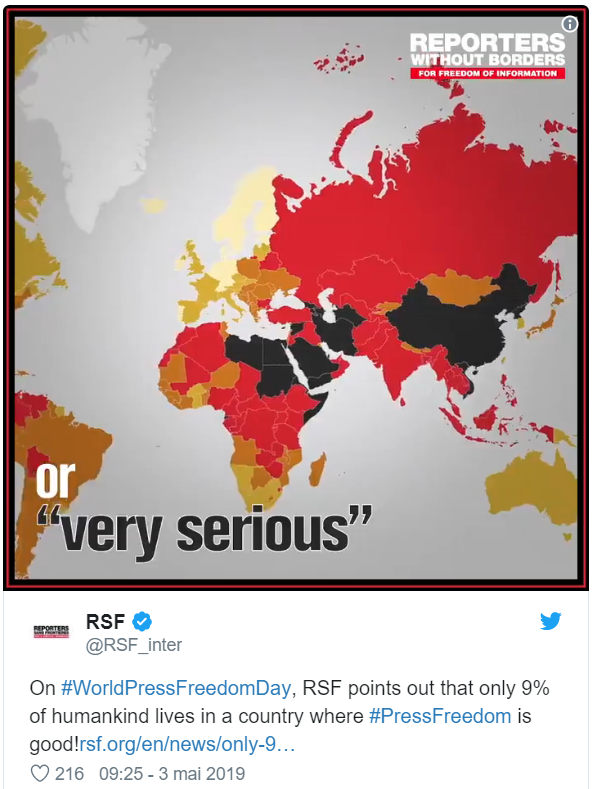 REPORTERS
WITHOUT BORDERS
FOR FREEDOM OF INFORMATION
or
“very serious”
REPORTERS
SANS FRONTIERES
RSF
@RSF_inter
On #WorldPressFreedomDay, RSF points out that only 9%
of humankind lives in a country where #PressFreedom is
good!rsf.org/en/news/only-9…
216 09:25 - 3 mai 2019